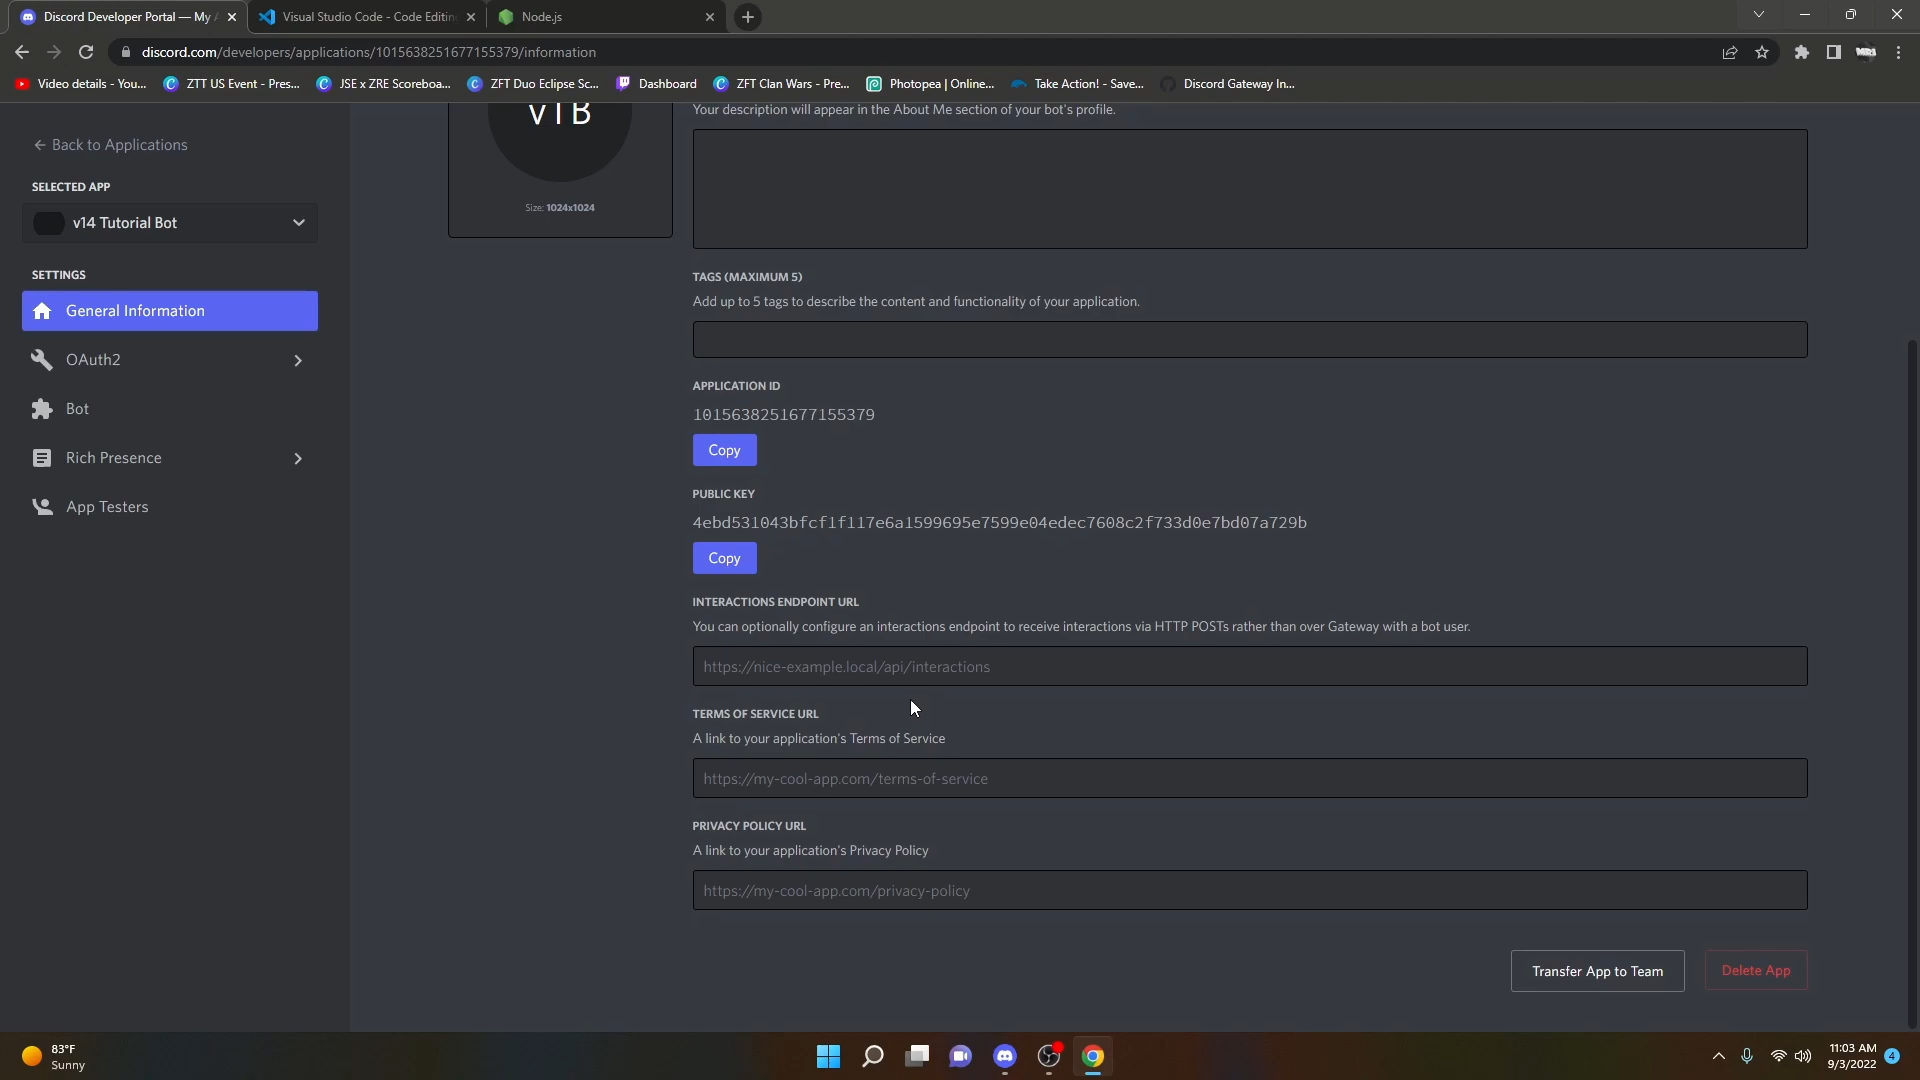 Discord Developer Portal — My A
Visual Studio Code - Code Editin
Node.js
discord.com/developers/applications/1015638251677155379/information
Video details - You...
ZTT US Event - Pres...
JSE x ZRE Scoreboa...
ZFT Duo Eclipse Sc...
Dashboard
ZFT Clan Wars - Pre...
Photopea | Online...
Take Action! - Save...
Discord Gateway In...
← Back to Applications
SELECTED APP
v14 Tutorial Bot
SETTINGS
General Information
OAuth2
Bot
Rich Presence
App Testers
vTB
Size: 1024x1024
Your description will appear in the About Me section of your bot's profile.
TAGS (MAXIMUM 5)
Add up to 5 tags to describe the content and functionality of your application.
APPLICATION ID
1015638251677155379
Copy
PUBLIC KEY
4ebd531043bfcf1f117e6a1599695e7599e04edec7608c2f733d0e7bd07a729b
Copy
INTERACTIONS ENDPOINT URL
You can optionally configure an interactions endpoint to receive interactions via HTTP POSTs rather than over Gateway with a bot user.
https://nice-example.local/api/interactions
TERMS OF SERVICE URL
A link to your application's Terms of Service
https://my-cool-app.com/terms-of-service
PRIVACY POLICY URL
A link to your application's Privacy Policy
https://my-cool-app.com/privacy-policy
Transfer App to Team
Delete App
83°F
Sunny
11:03 AM
9/3/2022
4